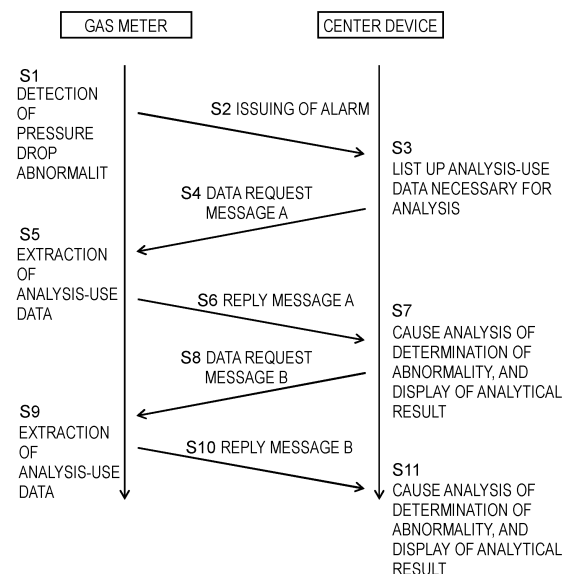 GAS METER
CENTER DEVICE
S1
DETECTION
OF
PRESSURE
DROP
ABNORMALIT
S2 ISSUING OF ALARM
S3
LIST UP ANALYSIS-USE
DATA NECESSARY FOR
ANALYSIS
S4 DATA REQUEST
MESSAGE A
S5
EXTRACTION
OF
ANALYSIS-USE
DATA
S6 REPLY MESSAGE A
S7
CAUSE ANALYSIS OF
DETERMINATION OF
ABNORMALITY, AND
DISPLAY OF ANALYTICAL
RESULT
S8 DATA REQUEST
MESSAGE B
S9
EXTRACTION
OF
ANALYSIS-USE
DATA
S10 REPLY MESSAGE B
S11
CAUSE ANALYSIS OF
DETERMINATION OF
ABNORMALITY, AND
DISPLAY OF ANALYTICAL
RESULT